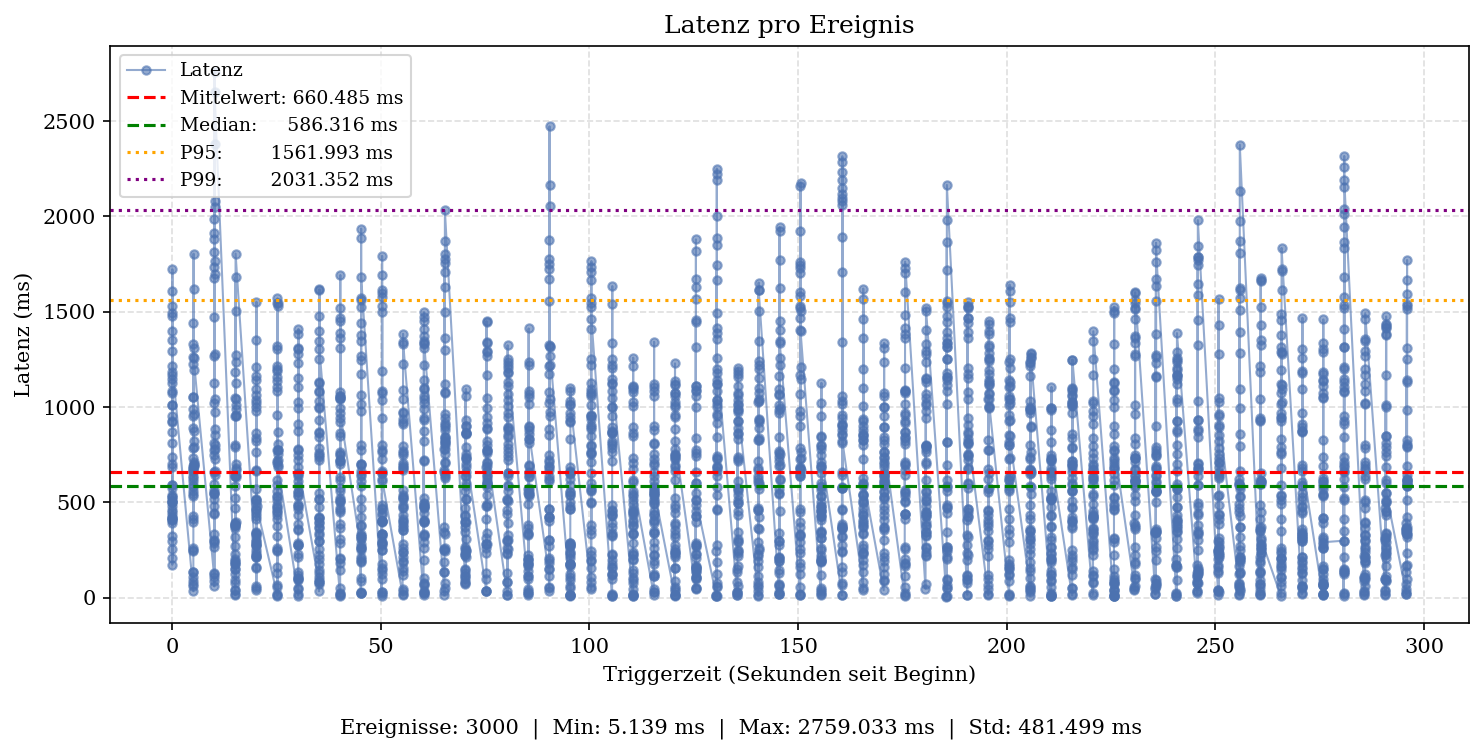 Latenz pro Ereignis
Latenz
Mittelwert: 660.485 ms
Median: 586.316 ms
P95: 1561.993 ms
P99: 2031.352 ms
2500
2000
1500
1000
500
0
Latenz (ms)
0 50 100 150 200 250 300
Triggerzeit (Sekunden seit Beginn)
Ereignisse: 3000 | Min: 5.139 ms | Max: 2759.033 ms | Std: 481.499 ms